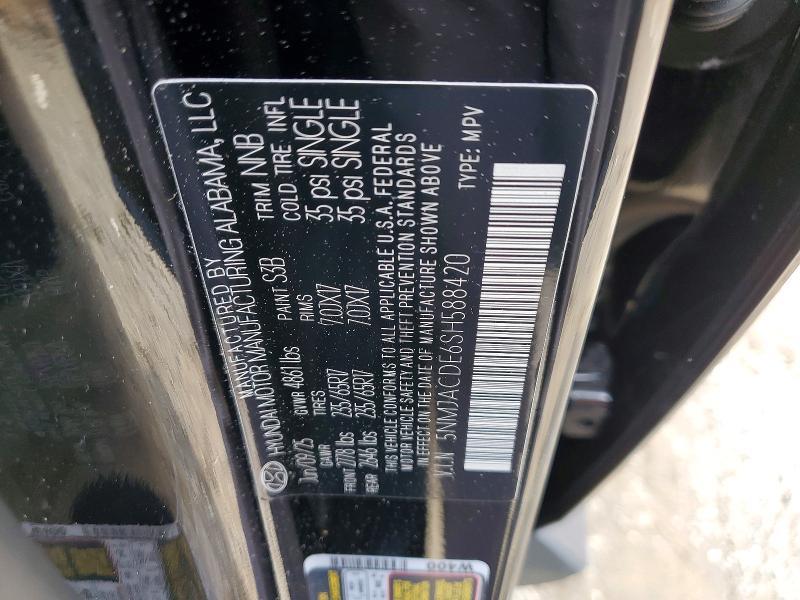 MANUFACTURED BY
HYUNDAI MOTOR MANUFACTURING ALABAMA, LLC
Jun/09/25 PAINT S3B TRIM NNB
GVWR 4861 lbs
GAWR TIRES RIMS COLD TIRE INFL
FRONT 2778 lbs 235/65R17 7.0JX17 35 psi SINGLE
REAR 2646 lbs 235/65R17 7.0JX17 35 psi SINGLE
THIS VEHICLE CONFORMS TO ALL APPLICABLE U.S.A. FEDERAL
MOTOR VEHICLE SAFETY AND THEFT PREVENTION STANDARDS
IN EFFECT ON THE DATE OF MANUFACTURE SHOWN ABOVE
V.I.N 5NMJACDE6SH588420 TYPE: MPV
W400